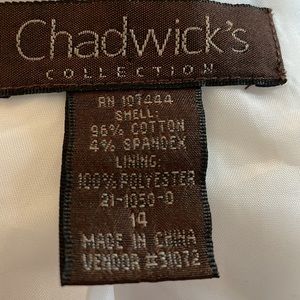 Chadwick's
COLLECTION
RN 107444
SHELL:
96% COTTON
4% SPANDEX
LINING:
100% POLYESTER
21-1050-0
14
MADE IN CHINA
VENDOR #31072